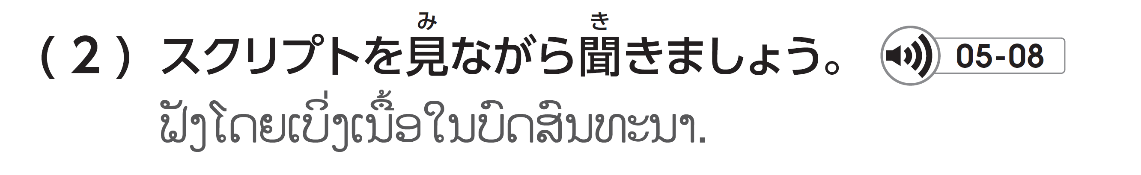 み き
(2) スクリプトを見ながら聞きましょう。 05-08
ຟັງໂດຍເບິ່ງເນື້ອໃນບົດສົນທະນາ.